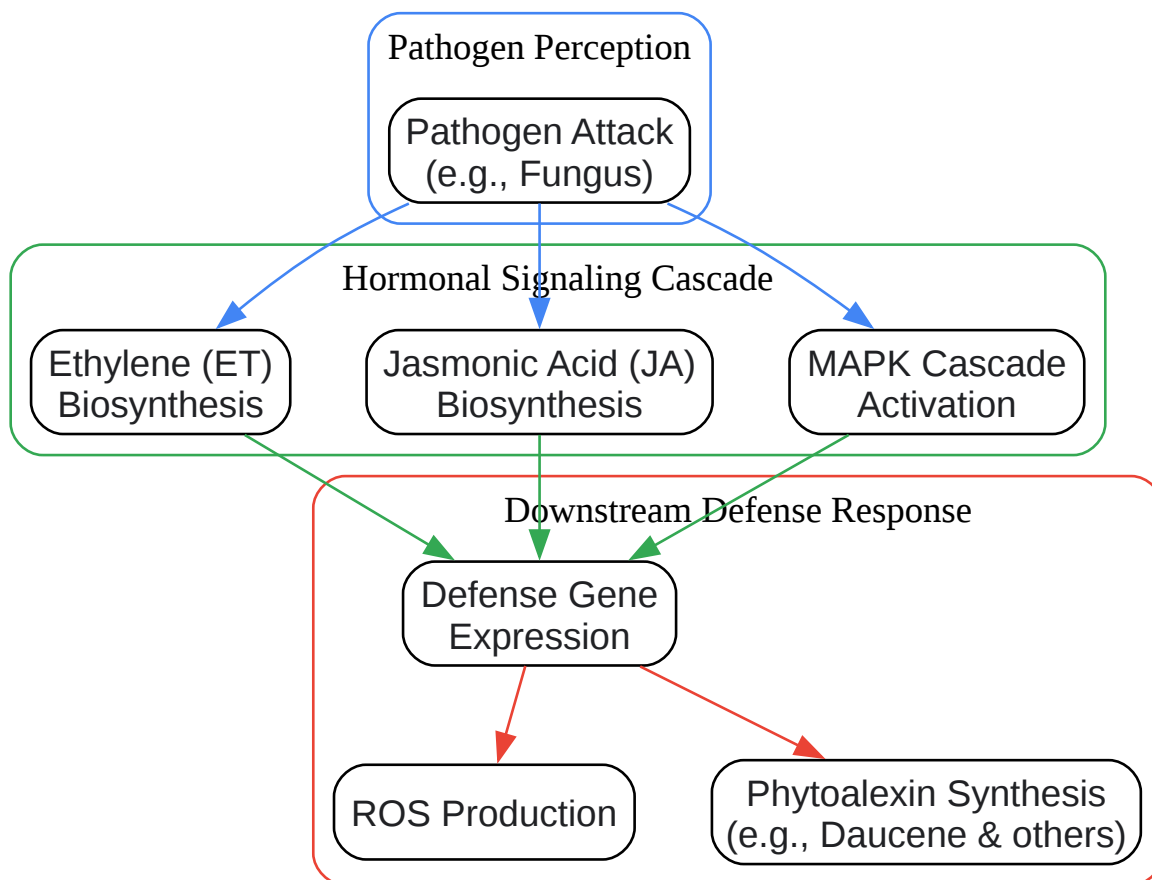 Pathogen Perception
Pathogen Attack
(e.g., Fungus)
Hormonal Signaling Cascade
Ethylene (ET)
Biosynthesis
Jasmonic Acid (JA)
Biosynthesis
MAPK Cascade
Activation
Downstream Defense Response
Defense Gene
Expression
ROS Production
Phytoalexin Synthesis
(e.g., Daucene & others)